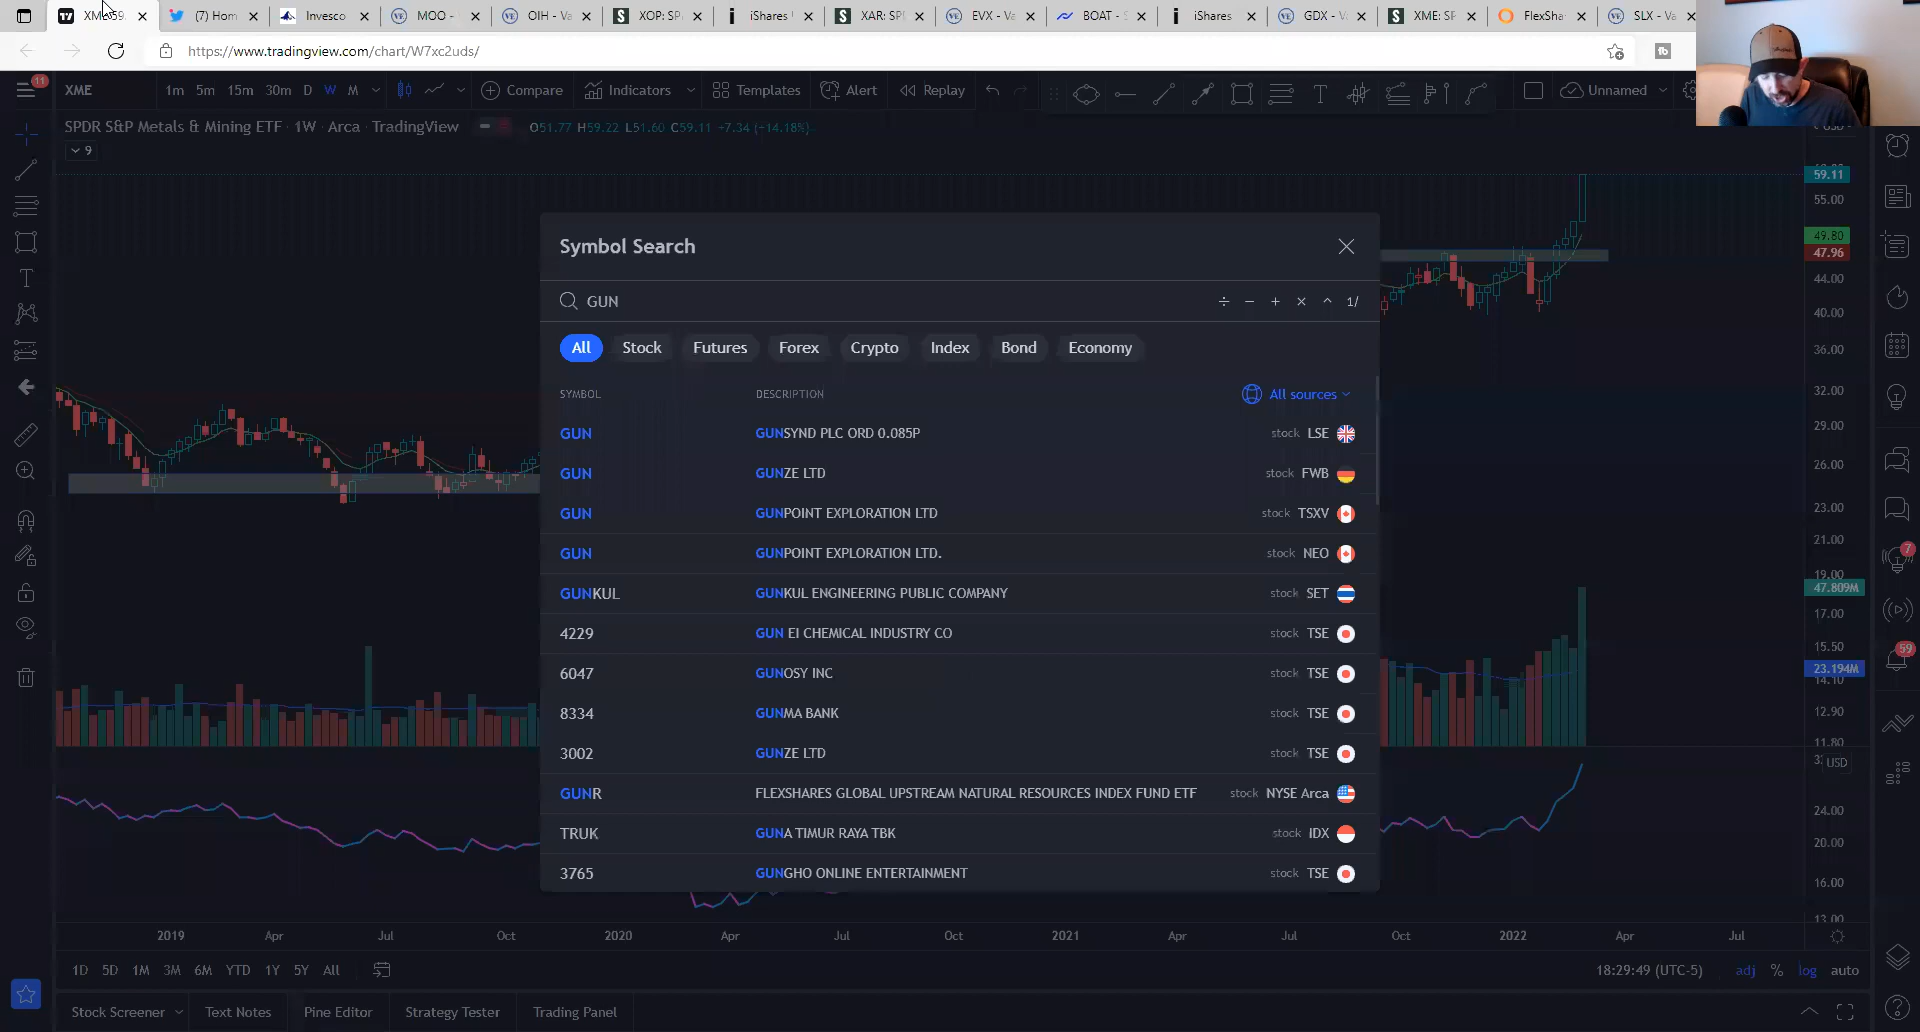 XME 59.
(7) Hom
Invesco
MOO -
OIH - Va
XOP: SP
iShares
XAR: SPI
EVX - Va
BOAT - S
iShares
GDX - Va
XME: SP
FlexSha
SLX - Va
https://www.tradingview.com/chart/W7xc2uds/
11
XME
1m 5m 15m 30m D W M
Compare
Indicators
Templates
Alert
Replay
Unnamed
SPDR S&P Metals & Mining ETF · 1W · Arca · TradingView
O51.77 H59.22 L51.60 C59.11 +7.34 (+14.18%)
9
59.11
55.00
49.80
47.96
44.00
40.00
36.00
32.00
29.00
26.00
23.00
21.00
19.00
47.809M
17.00
15.50
23.194M
14.10
12.90
11.80
USD
24.00
20.00
16.00
13.00
Symbol Search
GUN
÷ − + × ^ 1/
All Stock Futures Forex Crypto Index Bond Economy
SYMBOL DESCRIPTION All sources
GUN GUNSYND PLC ORD 0.085P stock LSE
GUN GUNZE LTD stock FWB
GUN GUNPOINT EXPLORATION LTD stock TSXV
GUN GUNPOINT EXPLORATION LTD. stock NEO
GUNKUL GUNKUL ENGINEERING PUBLIC COMPANY stock SET
4229 GUN EI CHEMICAL INDUSTRY CO stock TSE
6047 GUNOSY INC stock TSE
8334 GUNMA BANK stock TSE
3002 GUNZE LTD stock TSE
GUNR FLEXSHARES GLOBAL UPSTREAM NATURAL RESOURCES INDEX FUND ETF stock NYSE Arca
TRUK GUNA TIMUR RAYA TBK stock IDX
3765 GUNGHO ONLINE ENTERTAINMENT stock TSE
7
59
2019 Apr Jul Oct 2020 Apr Jul Oct 2021 Apr Jul Oct 2022 Apr Jul
1D 5D 1M 3M 6M YTD 1Y 5Y All
18:29:49 (UTC-5) adj % log auto
Stock Screener Text Notes Pine Editor Strategy Tester Trading Panel